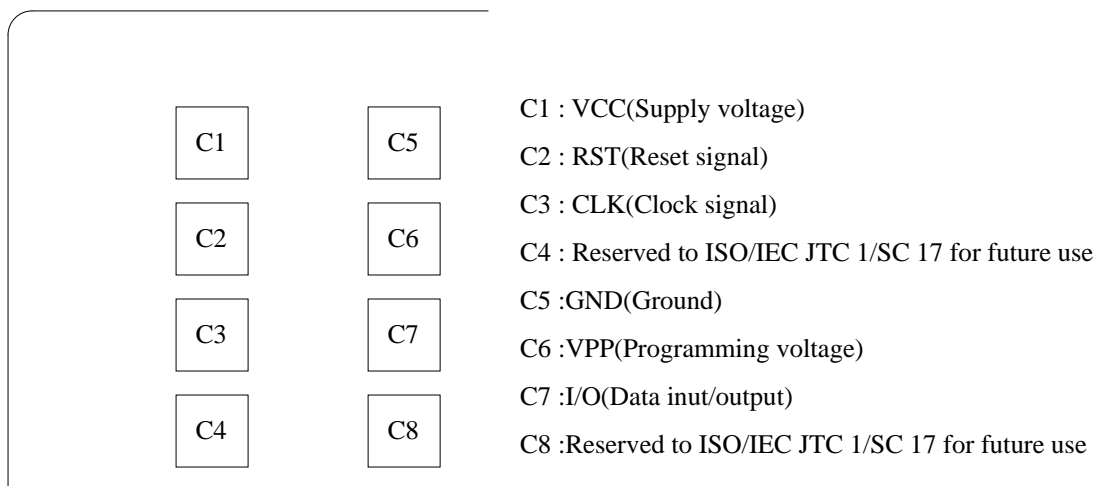 C1 C5
C2 C6
C3 C7
C4 C8
C1 : VCC(Supply voltage)
C2 : RST(Reset signal)
C3 : CLK(Clock signal)
C4 : Reserved to ISO/IEC JTC 1/SC 17 for future use
C5 :GND(Ground)
C6 :VPP(Programming voltage)
C7 :I/O(Data inut/output)
C8 :Reserved to ISO/IEC JTC 1/SC 17 for future use